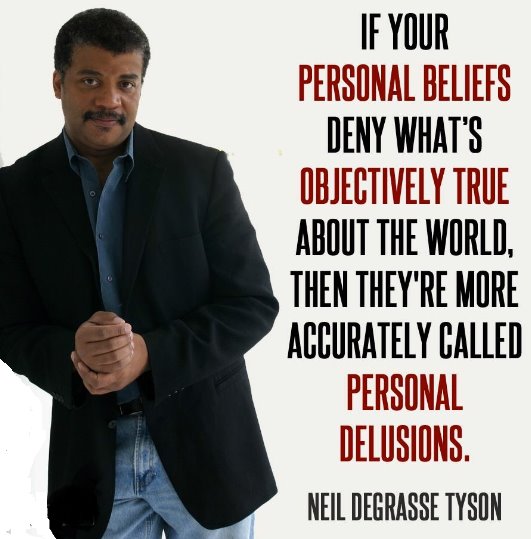 IF YOUR
PERSONAL BELIEFS
DENY WHAT'S
OBJECTIVELY TRUE
ABOUT THE WORLD,
THEN THEY'RE MORE
ACCURATELY CALLED
PERSONAL
DELUSIONS.
NEIL DEGRASSE TYSON